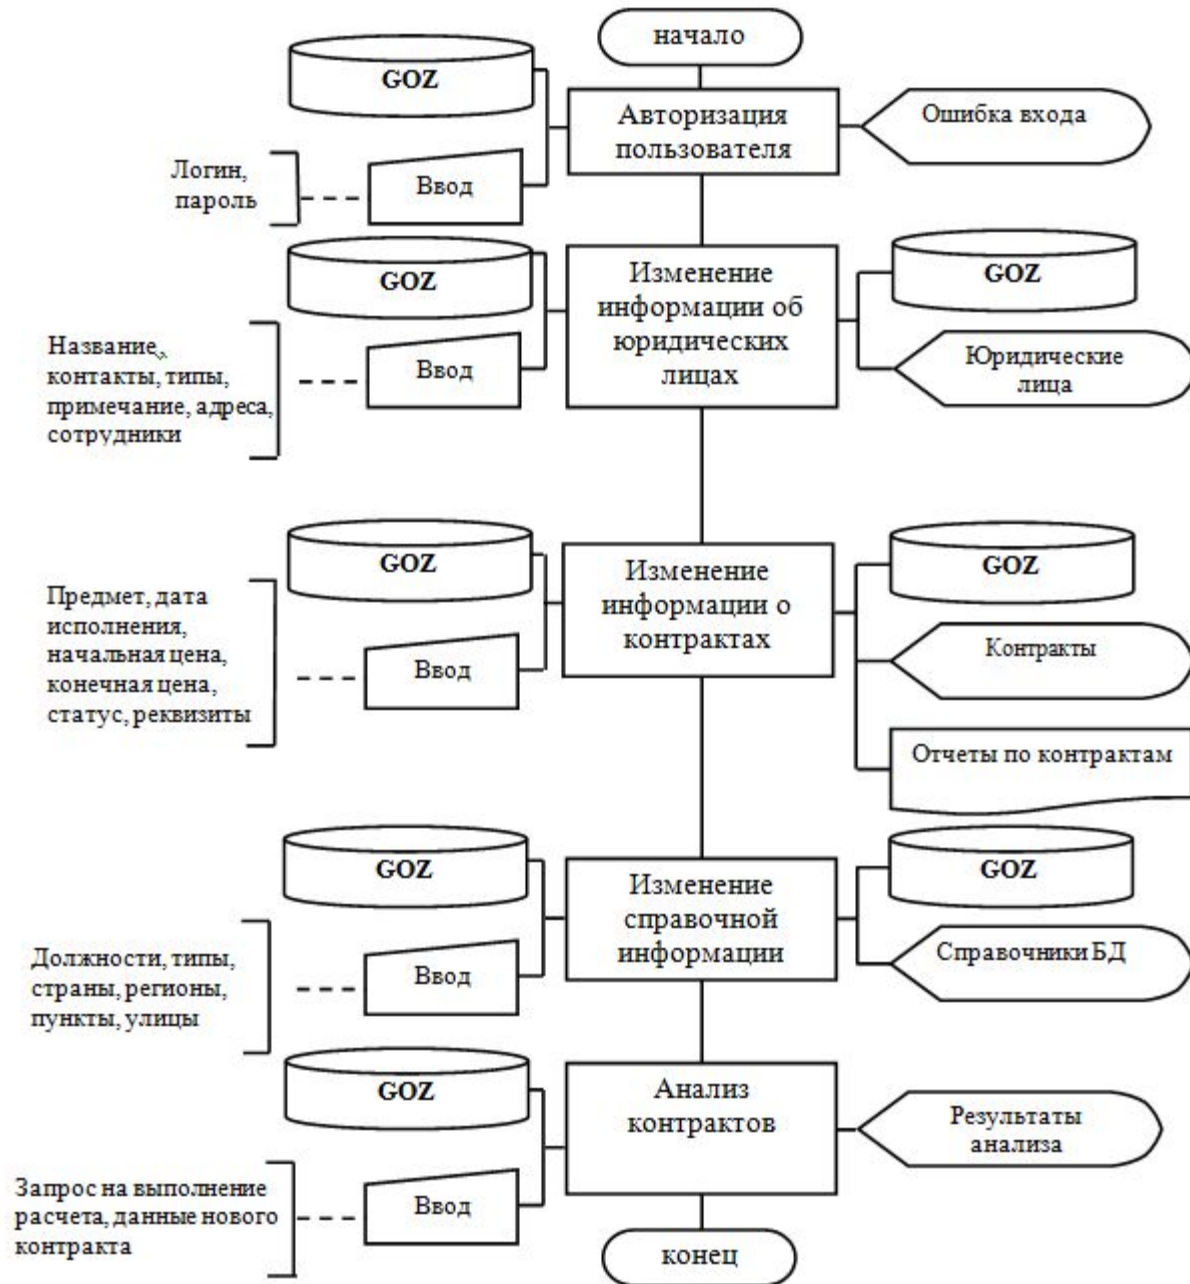 начало
GOZ
Авторизация
пользователя
Ошибка входа
Логин,
пароль
Ввод
GOZ
Изменение
информации об
юридических
лицах
GOZ
Название,,
контакты, типы,
примечание, адреса,
сотрудники
Ввод
Юридические
лица
GOZ
Изменение
информации о
контрактах
GOZ
Предмет, дата
исполнения,
начальная цена,
конечная цена,
статус, реквизиты
Ввод
Контракты
Отчеты по контрактам
GOZ
Изменение
справочной
информации
GOZ
Должности, типы,
страны, регионы,
пункты, улицы
Ввод
Справочники БД
GOZ
Анализ
контрактов
Результаты
анализа
Запрос на выполнение
расчета, данные нового
контракта
Ввод
конец